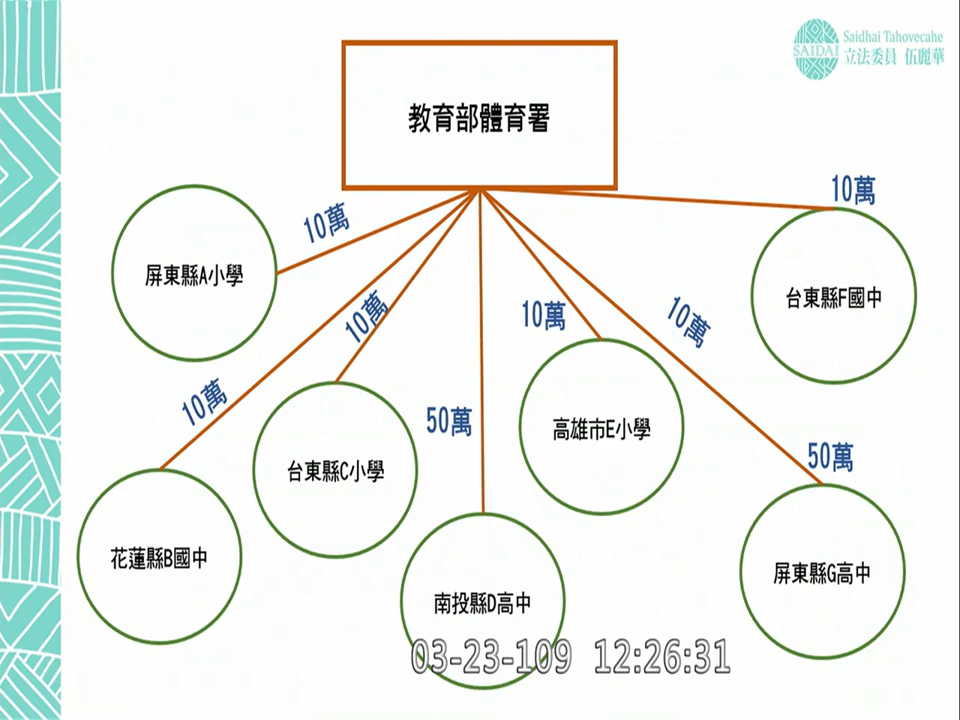 Saidhai Tahovecahe
SAIDAI
立法委員 伍麗華
教育部體育署
10萬
10萬
屏東縣A小學
10萬
台東縣F國中
10萬
10萬
10萬
50萬
高雄市E小學
50萬
台東縣C小學
花蓮縣B國中
屏東縣G高中
南投縣D高中
03-23-109 12:26:31